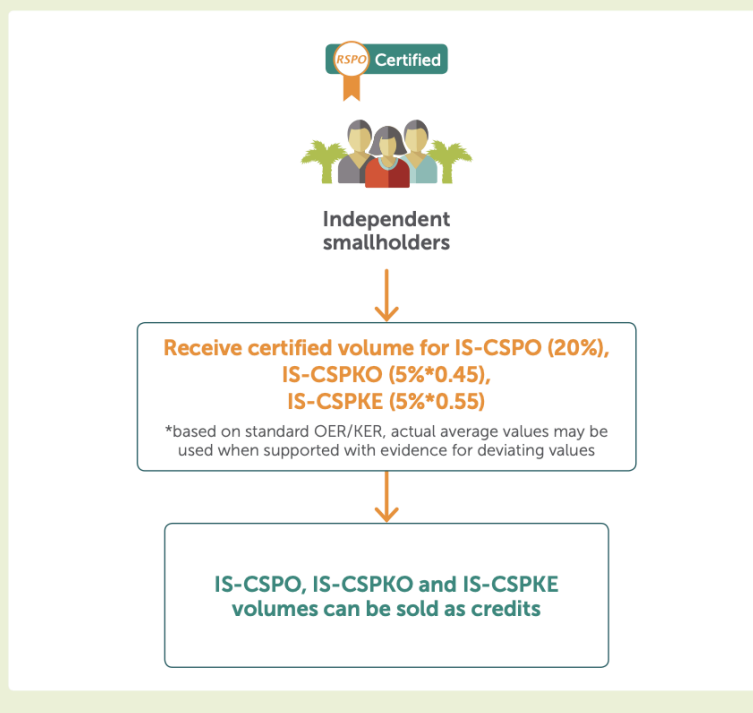 RSPO Certified
Independent
smallholders
Receive certified volume for IS-CSPO (20%),
IS-CSPKO (5%*0.45),
IS-CSPKE (5%*0.55)
*based on standard OER/KER, actual average values may be
used when supported with evidence for deviating values
IS-CSPO, IS-CSPKO and IS-CSPKE
volumes can be sold as credits